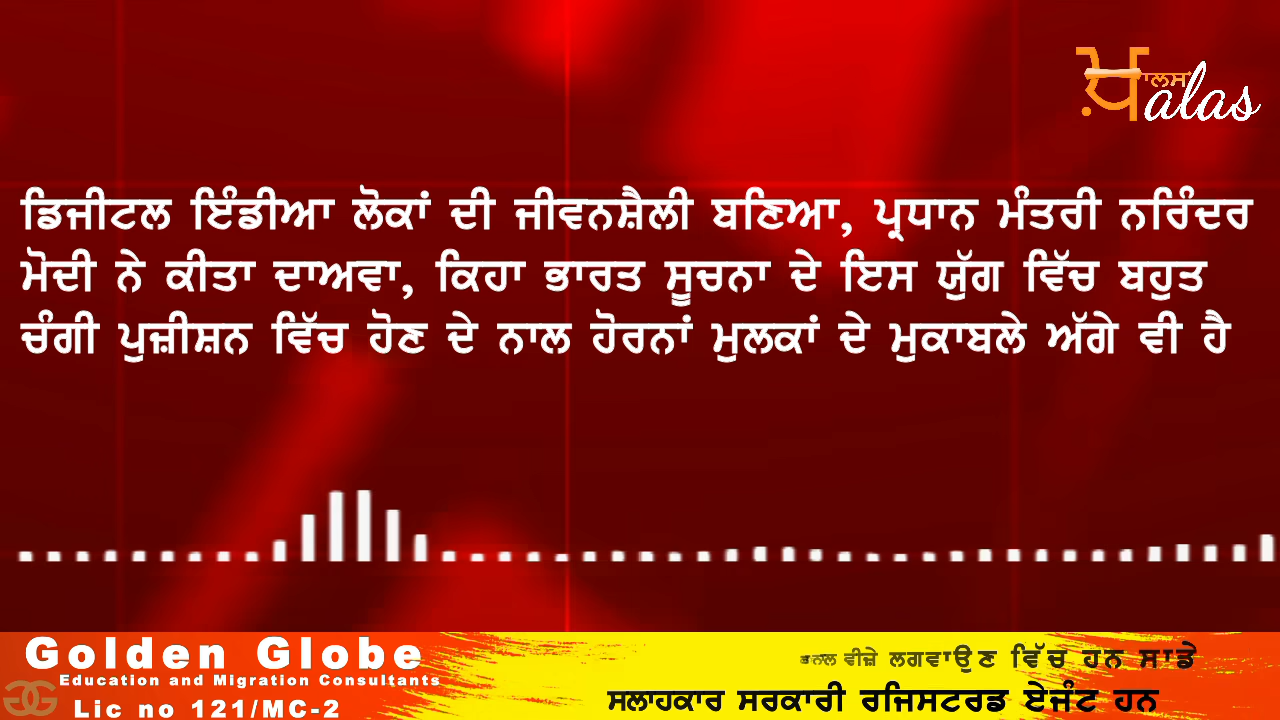 ਖ਼ਾਲਸ alas
ਡਿਜੀਟਲ ਇੰਡੀਆ ਲੋਕਾਂ ਦੀ ਜੀਵਨਸ਼ੈਲੀ ਬਣਿਆ, ਪ੍ਰਧਾਨ ਮੰਤਰੀ ਨਰਿੰਦਰ
ਮੋਦੀ ਨੇ ਕੀਤਾ ਦਾਅਵਾ, ਕਿਹਾ ਭਾਰਤ ਸੂਚਨਾ ਦੇ ਇਸ ਯੁੱਗ ਵਿੱਚ ਬਹੁਤ
ਚੰਗੀ ਪੁਜ਼ੀਸ਼ਨ ਵਿੱਚ ਹੋਣ ਦੇ ਨਾਲ ਹੋਰਨਾਂ ਮੁਲਕਾਂ ਦੇ ਮੁਕਾਬਲੇ ਅੱਗੇ ਵੀ ਹੈ
Golden Globe
Education and Migration Consultants
Lic no 121/MC-2
ਵੀਜ਼ੇ ਲਗਵਾਉਣ ਵਿੱਚ ਹਨ ਸਾਡੇ
ਸਲਾਹਕਾਰ ਸਰਕਾਰੀ ਰਜਿਸਟਰਡ ਏਜੰਟ ਹਨ